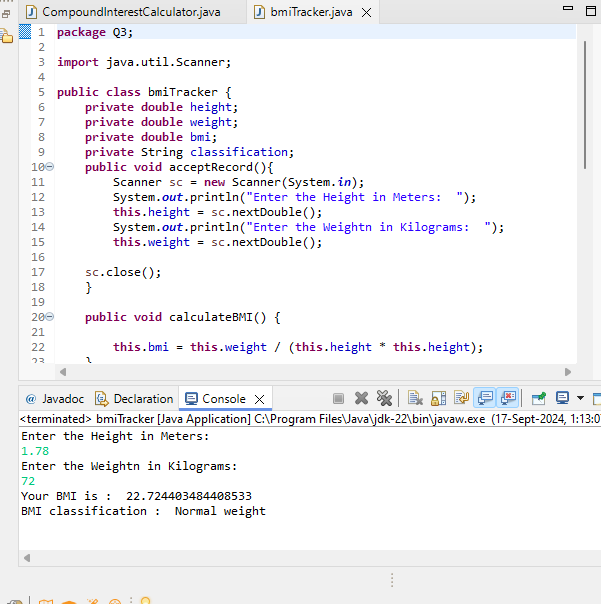 CompoundInterestCalculator.java bmiTracker.java
1 package Q3;
2
3 import java.util.Scanner;
4
5 public class bmiTracker {
6 private double height;
7 private double weight;
8 private double bmi;
9 private String classification;
10 public void acceptRecord(){
11 Scanner sc = new Scanner(System.in);
12 System.out.println("Enter the Height in Meters:  ");
13 this.height = sc.nextDouble();
14 System.out.println("Enter the Weightn in Kilograms:  ");
15 this.weight = sc.nextDouble();
16
17 sc.close();
18 }
19
20 public void calculateBMI() {
21
22 this.bmi = this.weight / (this.height * this.height);
23 }
@ Javadoc Declaration Console
<terminated> bmiTracker [Java Application] C:\Program Files\Java\jdk-22\bin\javaw.exe (17-Sept-2024, 1:13:0
Enter the Height in Meters:
1.78
Enter the Weightn in Kilograms:
72
Your BMI is :  22.724403484408533
BMI classification :  Normal weight